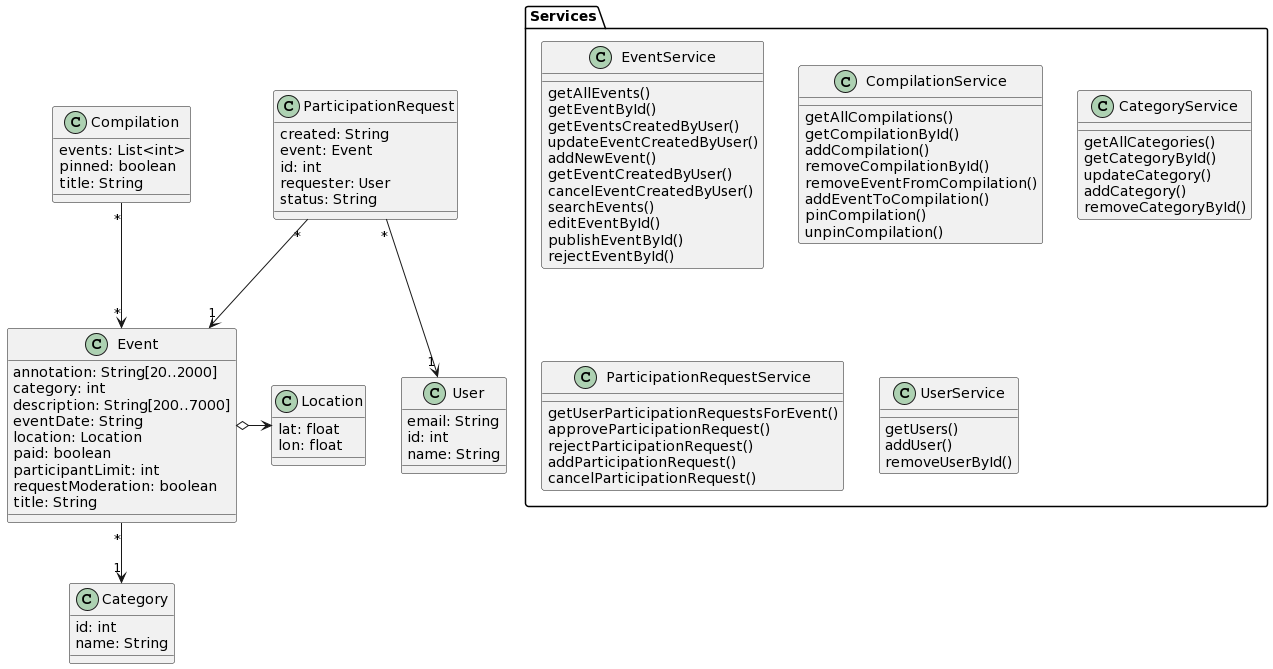 Services
C EventService
getAllEvents()
getEventById()
getEventsCreatedByUser()
updateEventCreatedByUser()
addNewEvent()
getEventCreatedByUser()
cancelEventCreatedByUser()
searchEvents()
editEventById()
publishEventById()
rejectEventById()
C CompilationService
getAllCompilations()
getCompilationById()
addCompilation()
removeCompilationById()
removeEventFromCompilation()
addEventToCompilation()
pinCompilation()
unpinCompilation()
C CategoryService
getAllCategories()
getCategoryById()
updateCategory()
addCategory()
removeCategoryById()
C Compilation
events: List<int>
pinned: boolean
title: String
C ParticipationRequest
created: String
event: Event
id: int
requester: User
status: String
*
*
*
*
1
1
C Event
annotation: String[20..2000]
category: int
description: String[200..7000]
eventDate: String
location: Location
paid: boolean
participantLimit: int
requestModeration: boolean
title: String
C Location
lat: float
lon: float
C User
email: String
id: int
name: String
C ParticipationRequestService
getUserParticipationRequestsForEvent()
approveParticipationRequest()
rejectParticipationRequest()
addParticipationRequest()
cancelParticipationRequest()
C UserService
getUsers()
addUser()
removeUserById()
*
1
C Category
id: int
name: String